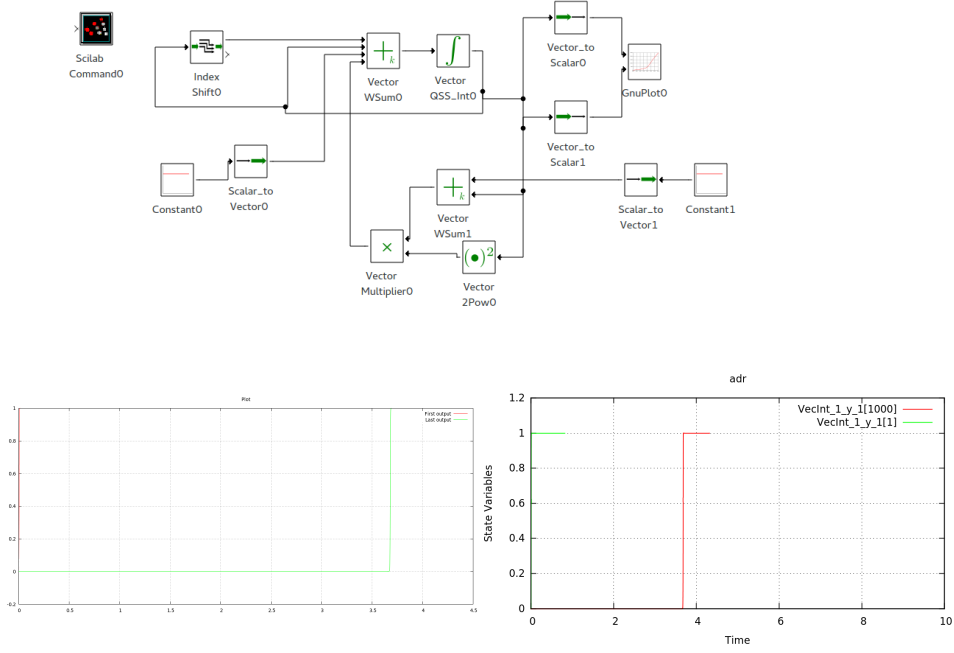 Scilab
Command0
Index
Shift0
Vector
WSum0
Vector
QSS_Int0
Vector_to
Scalar0
GnuPlot0
Vector_to
Scalar1
Constant0
Scalar_to
Vector0
Vector
WSum1
Scalar_to
Vector1
Constant1
Vector
Multiplier0
Vector
2Pow0
+k
+k
×
(●)2
∫
Plot
First output
Last output
1
0.8
0.6
0.4
0.2
0
-0.2
0 0.5 1 1.5 2 2.5 3 3.5 4 4.5
adr
VecInt_1_y_1[1000]
VecInt_1_y_1[1]
State Variables
1.2
1
0.8
0.6
0.4
0.2
0
0 2 4 6 8 10
Time